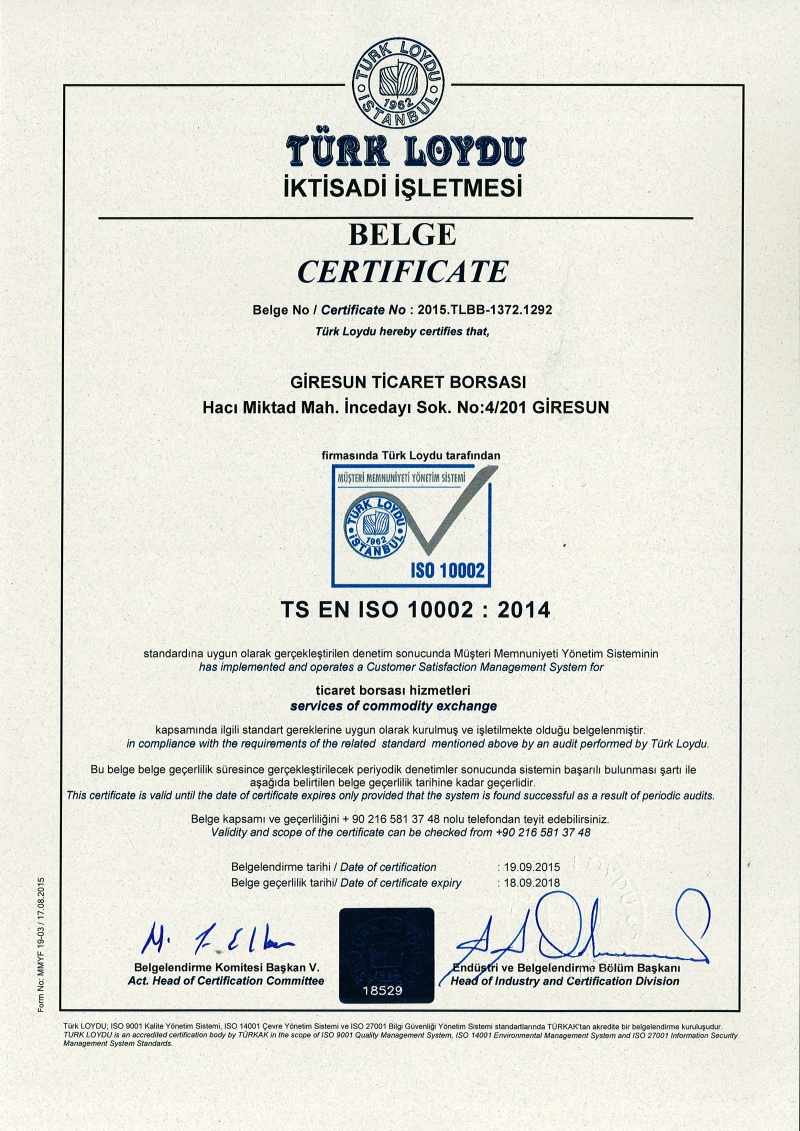 TÜRK LOYDU
1962
İSTANBUL
TÜRK LOYDU
İKTİSADİ İŞLETMESİ
BELGE
CERTIFICATE
Belge No / Certificate No : 2015.TLBB-1372.1292
Türk Loydu hereby certifies that,
GİRESUN TİCARET BORSASI
Hacı Miktad Mah. İncedayı Sok. No:4/201 GİRESUN
firmasında Türk Loydu tarafından
MÜŞTERİ MEMNUNİYETİ YÖNETİM SİSTEMİ
TÜRK LOYDU
1962
İSTANBUL
ISO 10002
TS EN ISO 10002 : 2014
standardına uygun olarak gerçekleştirilen denetim sonucunda Müşteri Memnuniyeti Yönetim Sisteminin
has implemented and operates a Customer Satisfaction Management System for
ticaret borsası hizmetleri
services of commodity exchange
kapsamında ilgili standart gereklerine uygun olarak kurulmuş ve işletilmekte olduğu belgelenmiştir.
in compliance with the requirements of the related standard mentioned above by an audit performed by Türk Loydu.
Bu belge belge geçerlilik süresince gerçekleştirilecek periyodik denetimler sonucunda sistemin başarılı bulunması şartı ile
aşağıda belirtilen belge geçerlilik tarihine kadar geçerlidir.
This certificate is valid until the date of certificate expires only provided that the system is found successful as a result of periodic audits.
Belge kapsamı ve geçerliliğini + 90 216 581 37 48 nolu telefondan teyit edebilirsiniz.
Validity and scope of the certificate can be checked from +90 216 581 37 48
Belgelendirme tarihi / Date of certification : 19.09.2015
Belge geçerlilik tarihi/ Date of certificate expiry : 18.09.2018
Belgelendirme Komitesi Başkan V.
Act. Head of Certification Committee
18529
Endüstri ve Belgelendirme Bölüm Başkanı
Head of Industry and Certification Division
Form No: MMYF 19-03 / 17.08.2015
Türk LOYDU; ISO 9001 Kalite Yönetim Sistemi, ISO 14001 Çevre Yönetim Sistemi ve ISO 27001 Bilgi Güvenliği Yönetim Sistemi standartlarında TÜRKAK'tan akredite bir belgelendirme kuruluşudur.
TURK LOYDU is an accredited certification body by TÜRKAK in the scope of ISO 9001 Quality Management System, ISO 14001 Environmental Management System and ISO 27001 Information Security
Management System Standards.